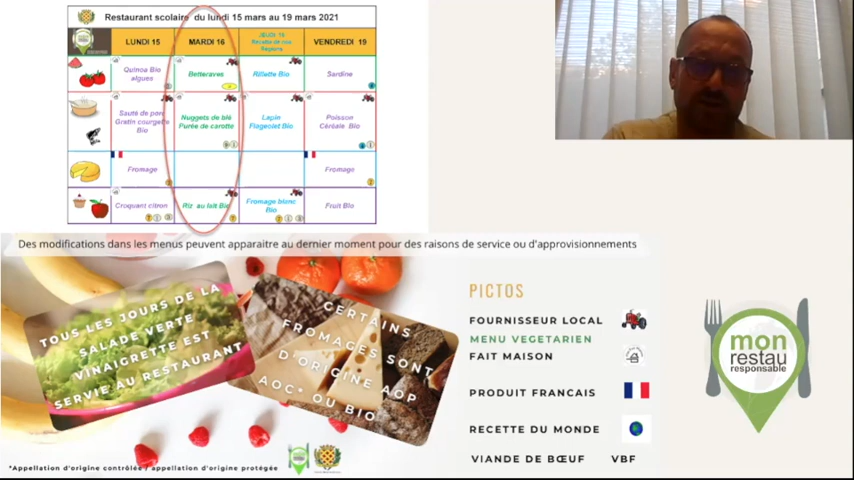 Restaurant scolaire du lundi 15 mars au 19 mars 2021
LUNDI 15
MARDI 16
JEUDI 18
Recette de nos
Régions
VENDREDI 19
Quinoa Bio
algues
Betteraves
Rillette Bio
Sardine
Sauté de porc
Gratin courgette
Bio
Nuggets de blé
Purée de carotte
Lapin
Flageolet Bio
Poisson
Céréale Bio
Fromage
Fromage
Croquant citron
Riz au lait Bio
Fromage blanc
Bio
Fruit Bio
Des modifications dans les menus peuvent apparaitre au dernier moment pour des raisons de service ou d'approvisionnements
TOUS LES JOURS DE LA
SALADE VERTE
VINAIGRETTE EST
SERVIE AU RESTAURANT
CERTAINS
FROMAGES SONT
D'ORIGINE AOP
AOC* OU BIO
*Appellation d'origine contrôlée / appellation d'origine protégée
PICTOS
FOURNISSEUR LOCAL
MENU VEGETARIEN
FAIT MAISON
PRODUIT FRANCAIS
RECETTE DU MONDE
VIANDE DE BŒUF VBF
mon
restau
responsable